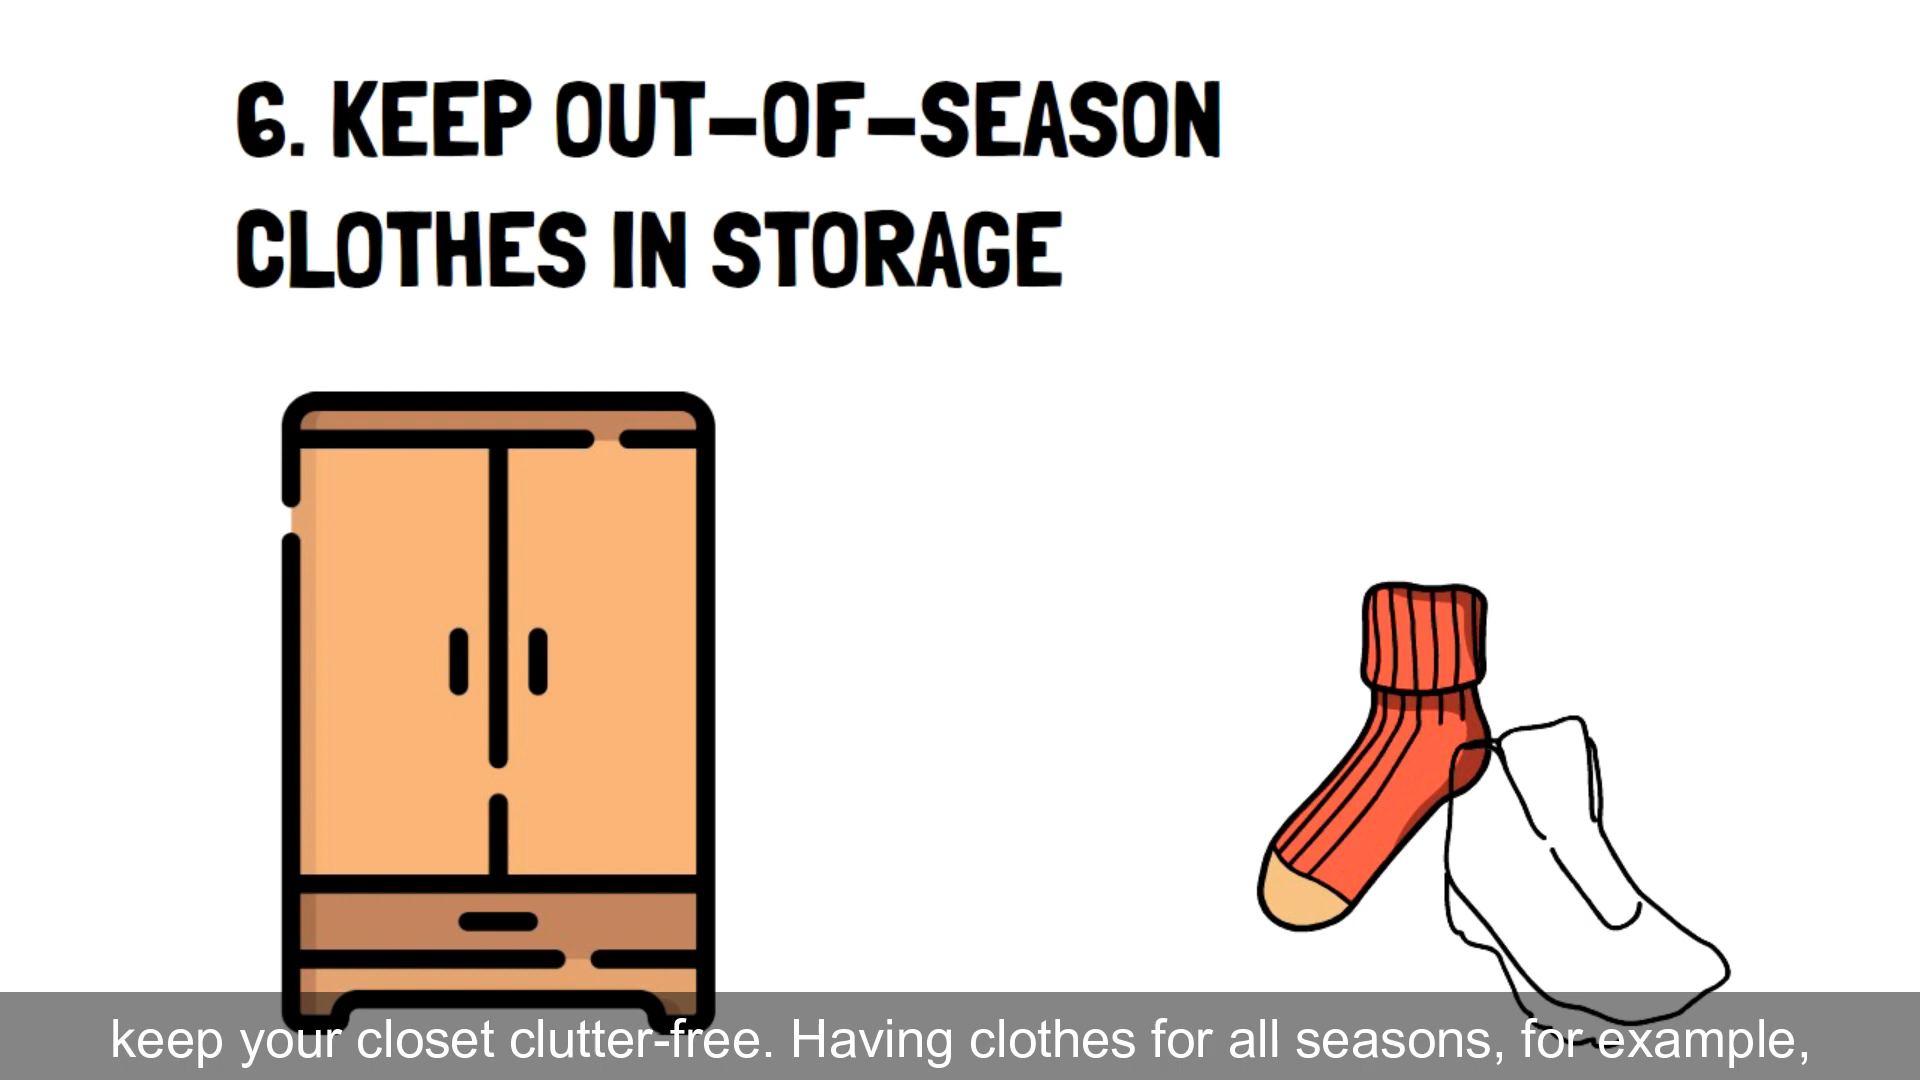 6. KEEP OUT-OF-SEASON
CLOTHES IN STORAGE
keep your closet clutter-free. Having clothes for all seasons, for example,